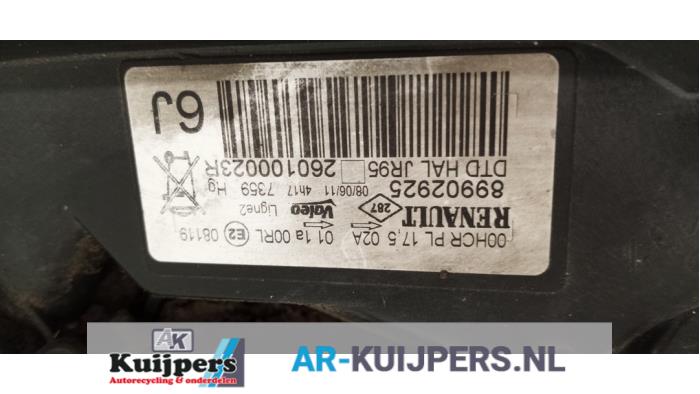 00HCR PL 17,5 02A 01 1a 00RL E2 08119
RENAULT 287 Valeo Ligne2
89902925 08/06/11 4h17 7359 Hg
DTD HAL JR95 260100023R
6J
AK
Kuijpers
Autorecycling & onderdelen
AR-KUIJPERS.NL